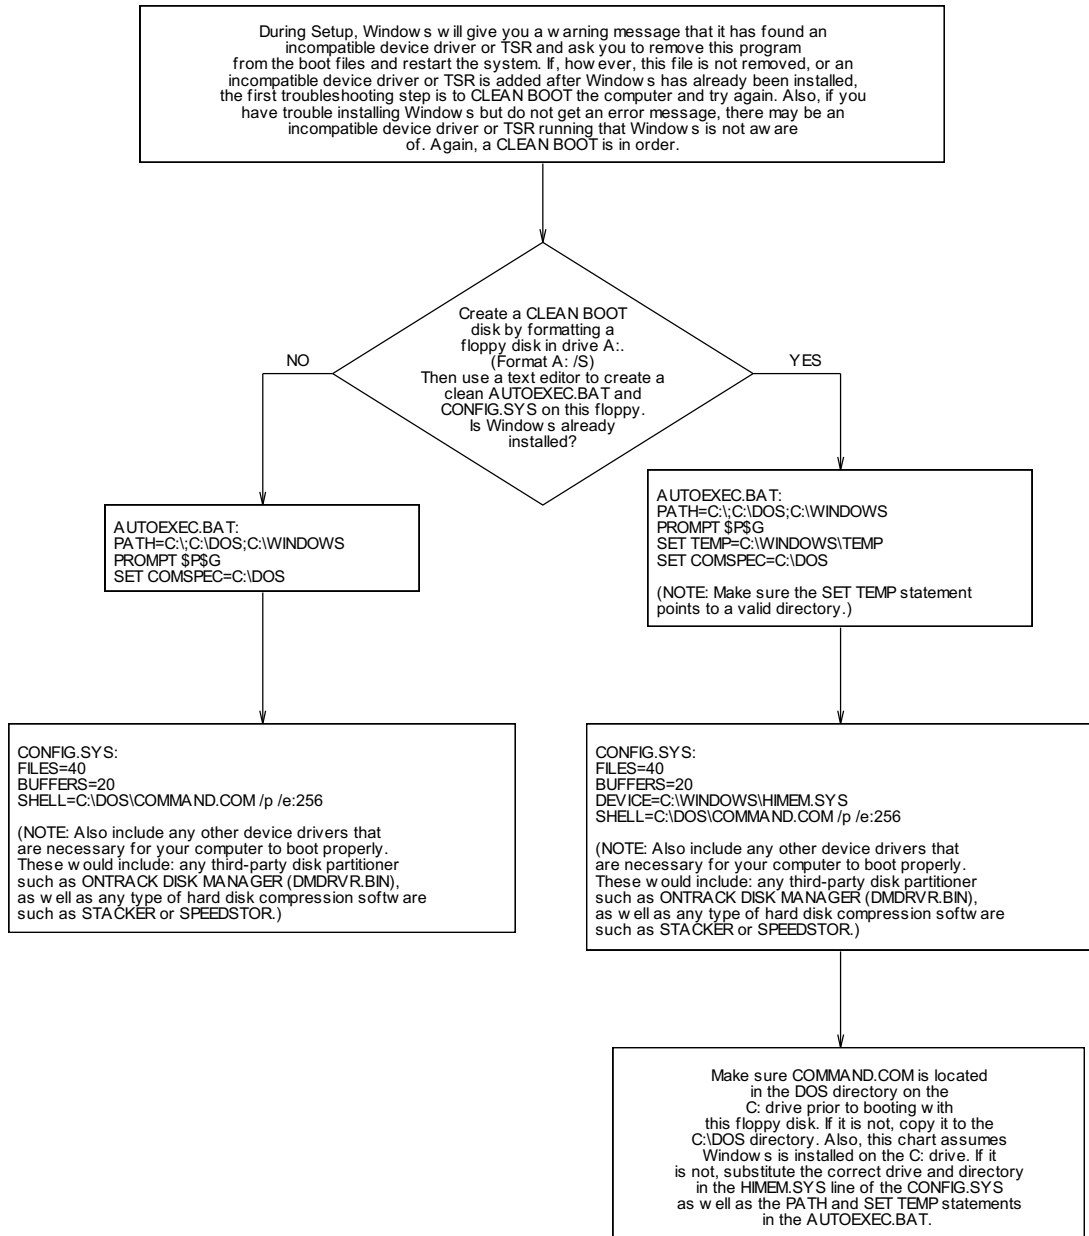 During Setup, Windows will give you a warning message that it has found an
incompatible device driver or TSR and ask you to remove this program
from the boot files and restart the system. If, however, this file is not removed, or an
incompatible device driver or TSR is added after Windows has already been installed,
the first troubleshooting step is to CLEAN BOOT the computer and try again. Also, if you
have trouble installing Windows but do not get an error message, there may be an
incompatible device driver or TSR running that Windows is not aware
of. Again, a CLEAN BOOT is in order.
Create a CLEAN BOOT
disk by formatting a
floppy disk in drive A:.
(Format A: /S)
Then use a text editor to create a
clean AUTOEXEC.BAT and
CONFIG.SYS on this floppy.
Is Windows already
installed?
NO
YES
AUTOEXEC.BAT:
PATH=C:\;C:\DOS;C:\WINDOWS
PROMPT $P$G
SET COMSPEC=C:\DOS
AUTOEXEC.BAT:
PATH=C:\;C:\DOS;C:\WINDOWS
PROMPT $P$G
SET TEMP=C:\WINDOWS\TEMP
SET COMSPEC=C:\DOS
(NOTE: Make sure the SET TEMP statement
points to a valid directory.)
CONFIG.SYS:
FILES=40
BUFFERS=20
SHELL=C:\DOS\COMMAND.COM /p /e:256
(NOTE: Also include any other device drivers that
are necessary for your computer to boot properly.
These would include: any third-party disk partitioner
such as ONTRACK DISK MANAGER (DMDRVR.BIN),
as well as any type of hard disk compression software
such as STACKER or SPEEDSTOR.)
CONFIG.SYS:
FILES=40
BUFFERS=20
DEVICE=C:\WINDOWS\HIMEM.SYS
SHELL=C:\DOS\COMMAND.COM /p /e:256
(NOTE: Also include any other device drivers that
are necessary for your computer to boot properly.
These would include: any third-party disk partitioner
such as ONTRACK DISK MANAGER (DMDRVR.BIN),
as well as any type of hard disk compression software
such as STACKER or SPEEDSTOR.)
Make sure COMMAND.COM is located
in the DOS directory on the
C: drive prior to booting with
this floppy disk. If it is not, copy it to the
C:\DOS directory. Also, this chart assumes
Windows is installed on the C: drive. If it
is not, substitute the correct drive and directory
in the HIMEM.SYS line of the CONFIG.SYS
as well as the PATH and SET TEMP statements
in the AUTOEXEC.BAT.